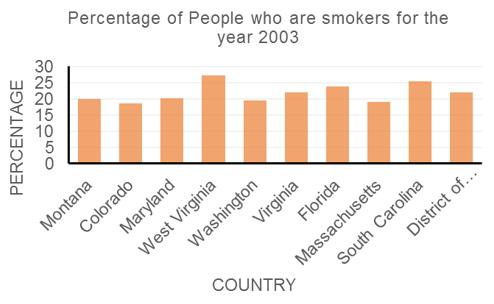 Percentage of People who are smokers for the
year 2003
PERCENTAGE
30
25
20
15
10
5
0
Montana
Colorado
Maryland
West Virginia
Washington
Virginia
Florida
Massachusetts
South Carolina
District of...
COUNTRY